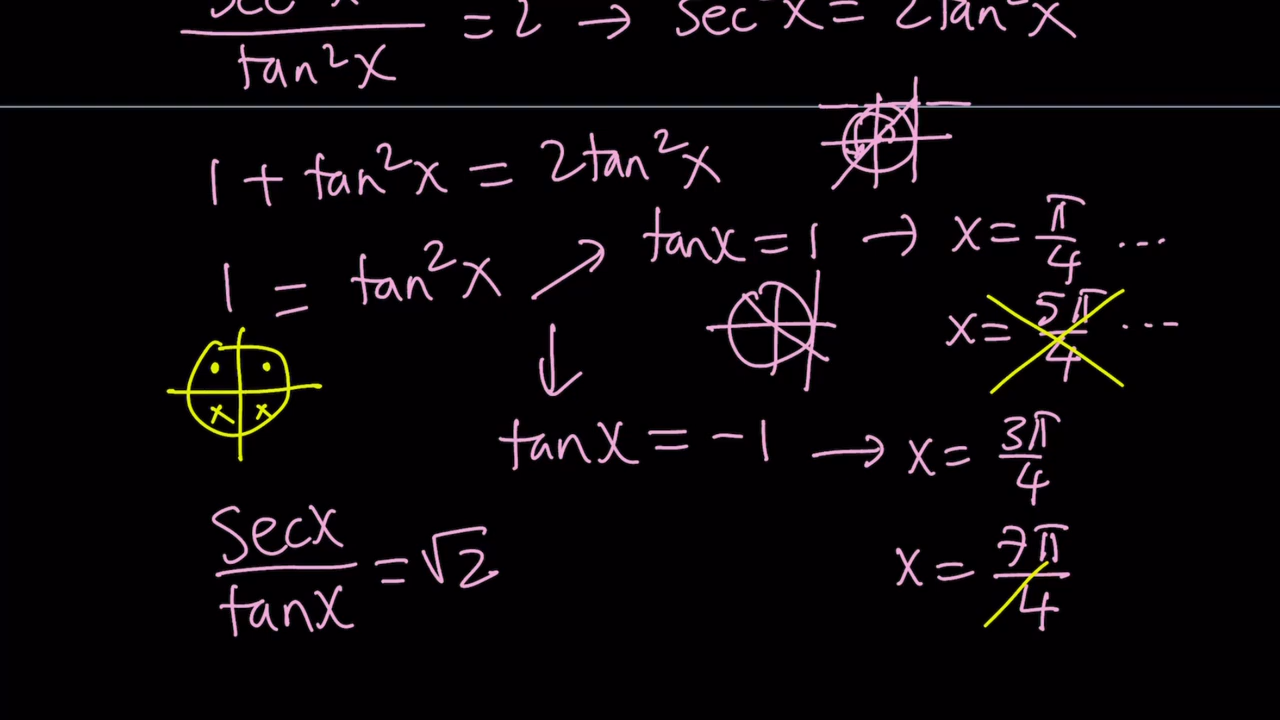 sec²x/tan²x = 2 → sec²x = 2tan²x
1 + tan²x = 2tan²x
1 = tan²x ↗ tanx = 1 → x = π/4 ...
x = 5π/4 ...
↓
tanx = -1 → x = 3π/4
secx/tanx = √2
x = 7π/4